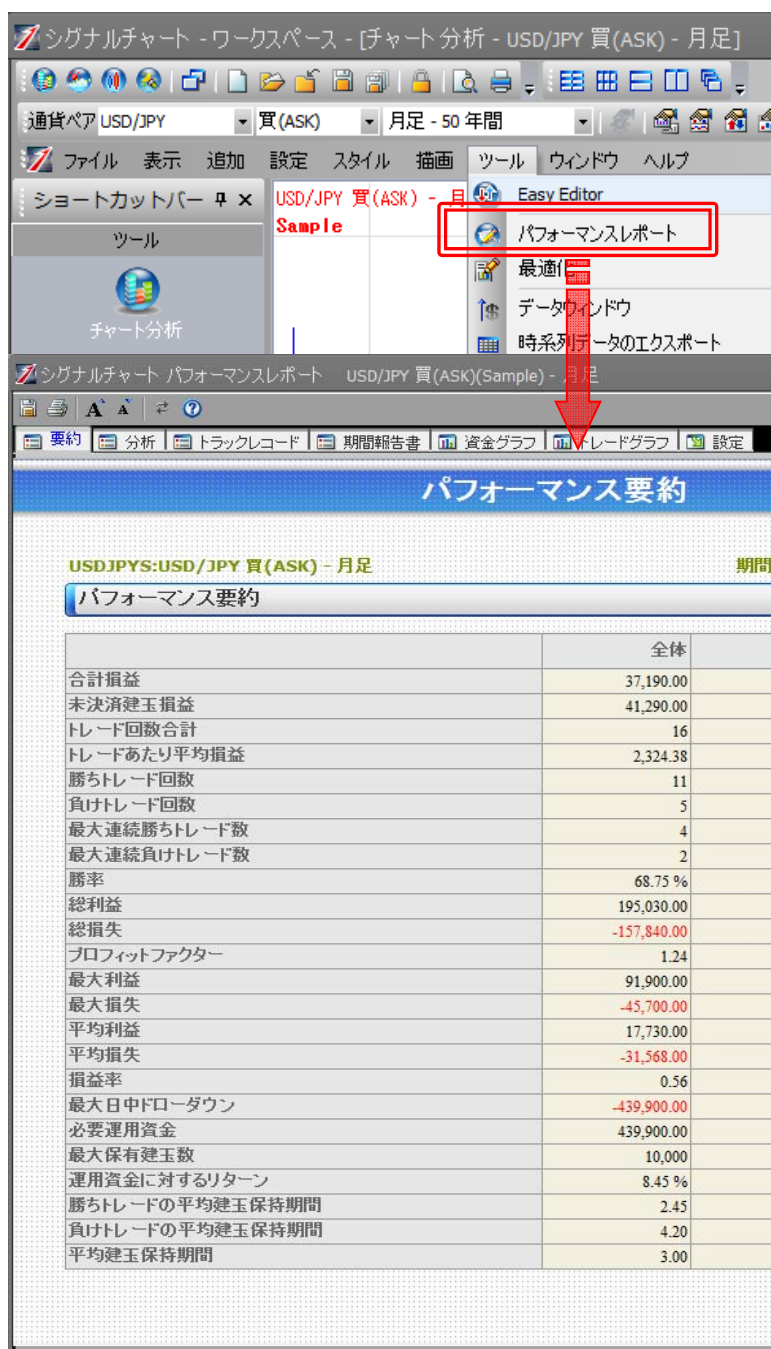 シグナルチャート - ワークスペース - [チャート分析 - USD/JPY 買(ASK) - 月足]
通貨ペア USD/JPY 買(ASK) 月足 - 50 年間
ファイル 表示 追加 設定 スタイル 描画 ツール ウィンドウ ヘルプ
ショートカットバー
USD/JPY 買(ASK) - 月
Easy Editor
Sample
ツール
パフォーマンスレポート
最適化
データウィンドウ
チャート分析
時系列データのエクスポート
シグナルチャート パフォーマンスレポート USD/JPY 買(ASK)(Sample) - 月足
要約 分析 トラックレコード 期間報告書 資金グラフ トレードグラフ 設定
パフォーマンス要約
USDJPYS:USD/JPY 買(ASK) - 月足 期間
パフォーマンス要約
全体
合計損益 37,190.00
未決済建玉損益 41,290.00
トレード回数合計 16
トレードあたり平均損益 2,324.38
勝ちトレード回数 11
負けトレード回数 5
最大連続勝ちトレード数 4
最大連続負けトレード数 2
勝率 68.75 %
総利益 195,030.00
総損失 -157,840.00
プロフィットファクター 1.24
最大利益 91,900.00
最大損失 -45,700.00
平均利益 17,730.00
平均損失 -31,568.00
損益率 0.56
最大日中ドローダウン -439,900.00
必要運用資金 439,900.00
最大保有建玉数 10,000
運用資金に対するリターン 8.45 %
勝ちトレードの平均建玉保持期間 2.45
負けトレードの平均建玉保持期間 4.20
平均建玉保持期間 3.00